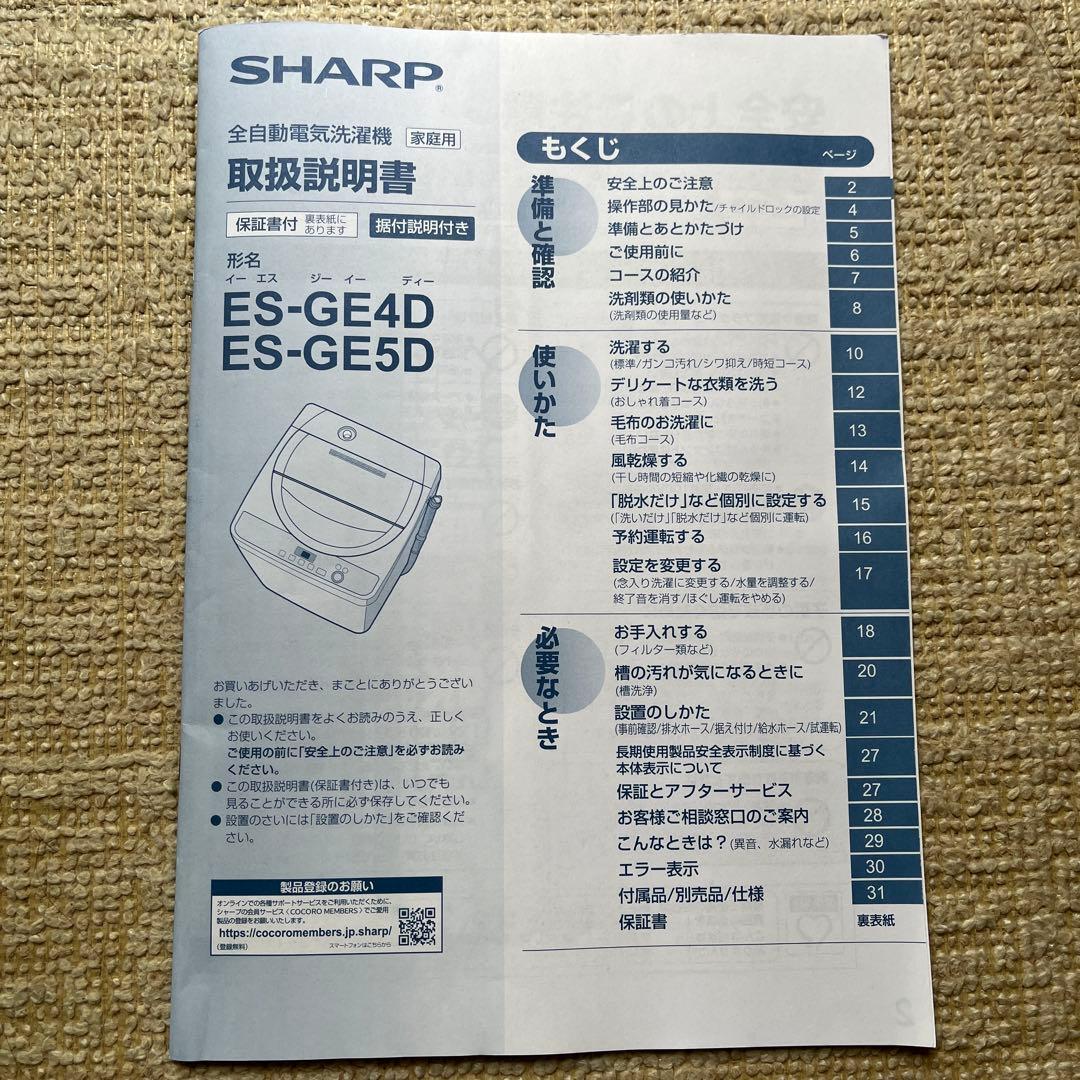 SHARP®
全自動電気洗濯機 家庭用
取扱説明書
保証書付 裏表紙に
あります
据付説明付き
形名
イー エス ジー イー ディー
ES-GE4D
ES-GE5D
お買いあげいただき、まことにありがとうござい
ました。
● この取扱説明書をよくお読みのうえ、正しく
お使いください。
ご使用の前に「安全上のご注意」を必ずお読み
ください。
● この取扱説明書(保証書付き)は、いつでも
見ることができる所に必ず保存してください。
● 設置のさいには「設置のしかた」をご確認くだ
さい。
製品登録のお願い
オンラインでの各種サポートサービスをご利用いただくために、
シャープの会員サービス〈COCORO MEMBERS〉でご愛用
製品の登録をお願いいたします。
https://cocoromembers.jp.sharp/
(登録無料) スマートフォンはこちらから
もくじ ページ
準備と確認
安全上のご注意 2
操作部の見かた/チャイルドロックの設定 4
準備とあとかたづけ 5
ご使用前に 6
コースの紹介 7
洗剤類の使いかた 8
(洗剤類の使用量など)
使いかた
洗濯する 10
(標準/ガンコ汚れ/シワ抑え/時短コース)
デリケートな衣類を洗う 12
(おしゃれ着コース)
毛布のお洗濯に 13
(毛布コース)
風乾燥する 14
(干し時間の短縮や化繊の乾燥に)
「脱水だけ」など個別に設定する 15
(「洗いだけ」「脱水だけ」など個別に運転)
予約運転する 16
設定を変更する 17
(念入り洗濯に変更する/水量を調整する/
終了音を消す/ほぐし運転をやめる)
必要なとき
お手入れする 18
(フィルター類など)
槽の汚れが気になるときに 20
(槽洗浄)
設置のしかた 21
(事前確認/排水ホース/据え付け/給水ホース/試運転)
長期使用製品安全表示制度に基づく 27
本体表示について
保証とアフターサービス 27
お客様ご相談窓口のご案内 28
こんなときは?(異音、水漏れなど) 29
エラー表示 30
付属品/別売品/仕様 31
保証書 裏表紙